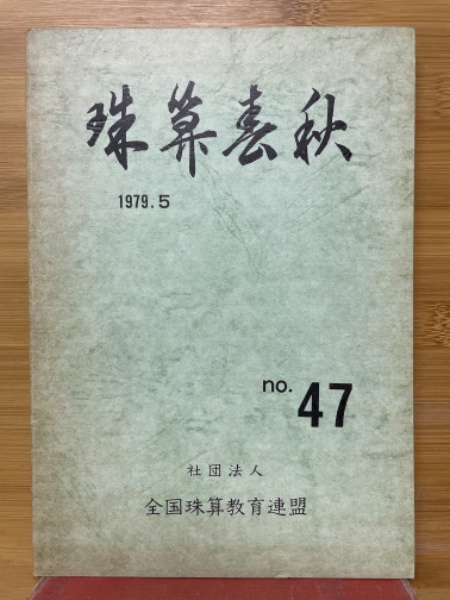 珠算春秋
1979.5
no. 47
社団法人
全国珠算教育連盟